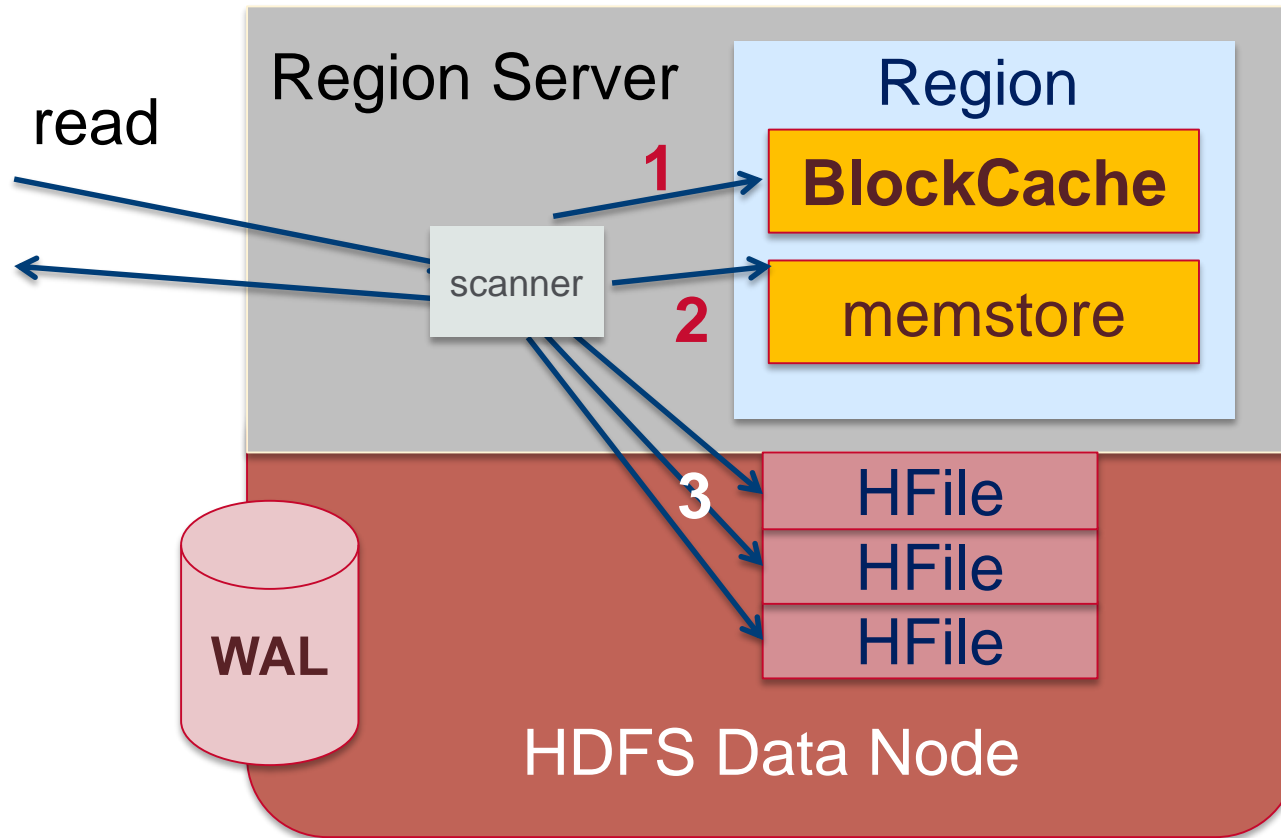 Region Server
Region
read
1
BlockCache
scanner
2
memstore
3
HFile
HFile
HFile
WAL
HDFS Data Node